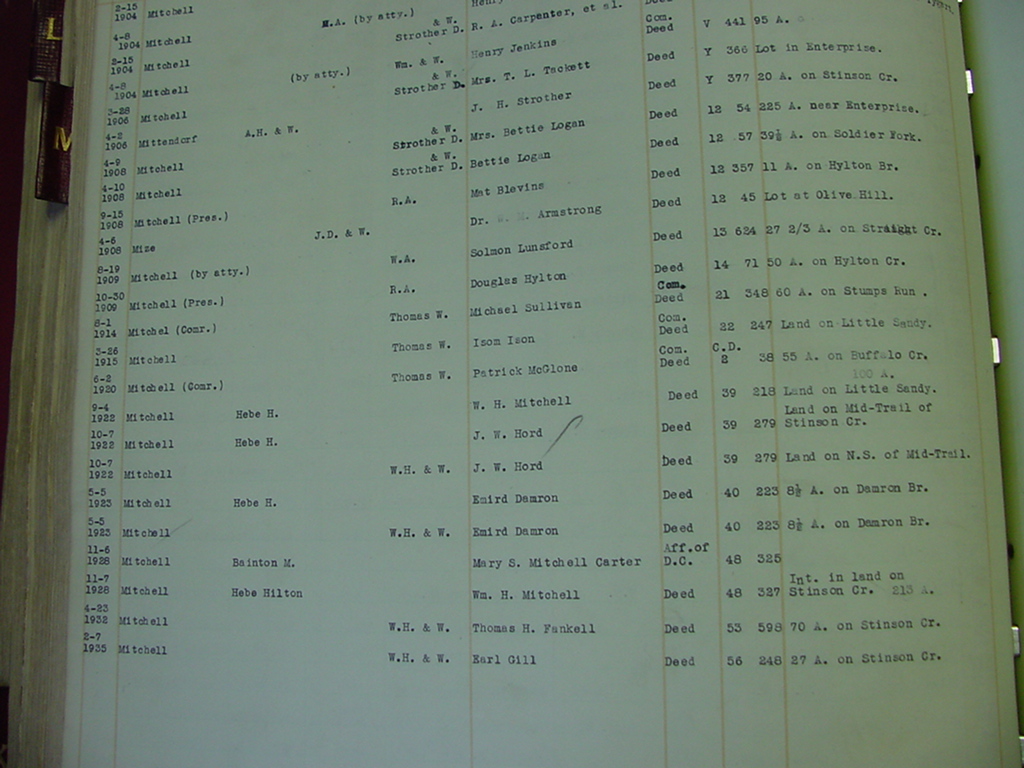 L
M
2-15
1904 Mitchell M.A. (by atty.)
& W.
4-8
1904 Mitchell Strother D. R. A. Carpenter, et al. Deed
Com.
2-15
1904 Mitchell (by atty.) Wm. & W. Henry Jenkins Deed V 441 95 A.
& W.
4-8
1904 Mitchell Strother D. Mrs. T. L. Tackett Deed Y 366 Lot in Enterprise.
3-28
1906 Mitchell J. H. Strother Deed Y 377 20 A. on Stinson Cr.
4-2
1906 Mittendorf A.H. & W.
& W.
Strother D. Mrs. Bettie Logan Deed 12 54 225 A. near Enterprise.
4-9
& W.
1908 Mitchell Strother D. Bettie Logan Deed 12 57 39½ A. on Soldier Fork.
4-10
1908 Mitchell R.A. Mat Blevins Deed 12 357 11 A. on Hylton Br.
9-15
1908 Mitchell (Pres.) Dr. Armstrong Deed 12 45 Lot at Olive Hill.
4-6
1908 Mize J.D. & W.
W.A. Solmon Lunsford Deed 13 624 27 2/3 A. on Straight Cr.
8-19
1909 Mitchell (by atty.) R.A. Douglas Hylton Deed 14 71 50 A. on Hylton Cr.
10-30
Com.
1909 Mitchell (Pres.) Thomas W. Michael Sullivan Deed 21 348 60 A. on Stumps Run.
8-1
Com.
1914 Mitchel (Comr.) Thomas W. Isom Ison Deed 22 247 Land on Little Sandy.
3-26
Com. C.D.
1915 Mitchell Thomas W. Patrick McGlone Deed 2 38 55 A. on Buffalo Cr.
100 A.
6-2
1920 Mitchell (Comr.) W. H. Mitchell Deed 39 218 Land on Little Sandy.
9-4
Land on Mid-Trail of
1922 Mitchell Hebe H. J. W. Hord Deed 39 279 Stinson Cr.
10-7
1922 Mitchell Hebe H. J. W. Hord Deed 39 279 Land on N.S. of Mid-Trail.
10-7
1922 Mitchell W.H. & W. Emird Damron Deed 40 223 8½ A. on Damron Br.
5-5
1923 Mitchell Hebe H. Emird Damron Deed 40 223 8½ A. on Damron Br.
5-5
1923 Mitchell W.H. & W.
11-6
Aff.of
1928 Mitchell Bainton M. Mary S. Mitchell Carter D.C. 48 325
11-7
Int. in land on
1928 Mitchell Hebe Hilton Wm. H. Mitchell Deed 48 327 Stinson Cr. 213 A.
4-23
1932 Mitchell W.H. & W. Thomas H. Fankell Deed 53 598 70 A. on Stinson Cr.
2-7
1935 Mitchell W.H. & W. Earl Gill Deed 56 248 27 A. on Stinson Cr.